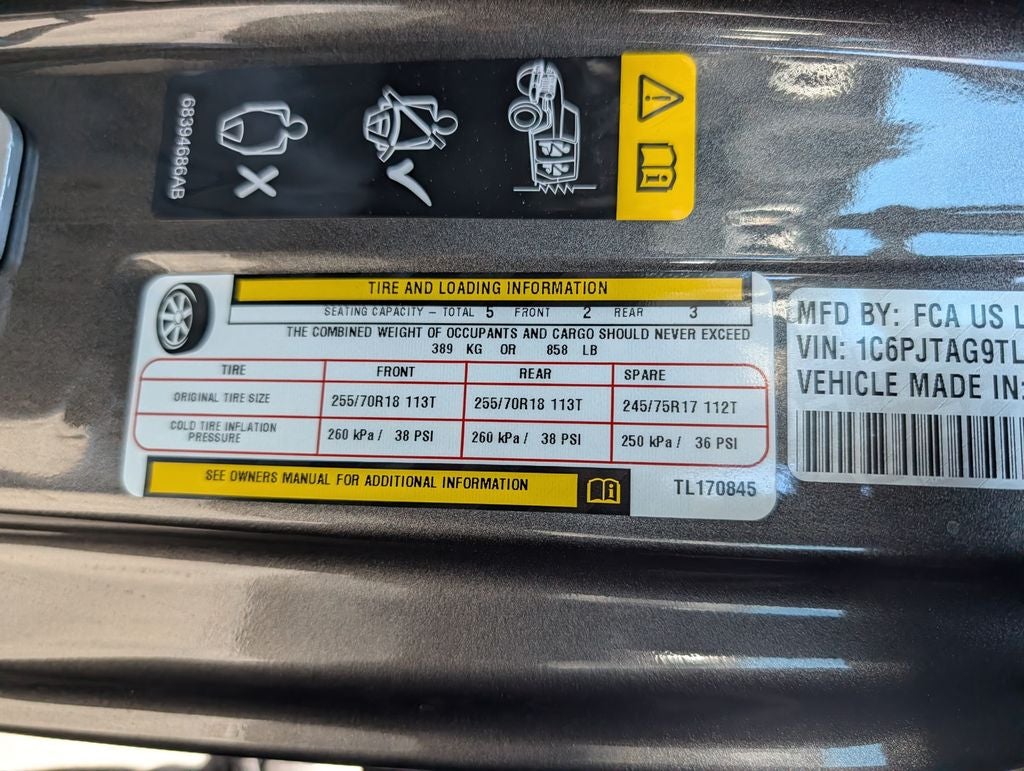 68394686AB
TIRE AND LOADING INFORMATION
SEATING CAPACITY - TOTAL 5 FRONT 2 REAR 3
THE COMBINED WEIGHT OF OCCUPANTS AND CARGO SHOULD NEVER EXCEED
389 KG OR 858 LB
TIRE FRONT REAR SPARE
ORIGINAL TIRE SIZE 255/70R18 113T 255/70R18 113T 245/75R17 112T
COLD TIRE INFLATION PRESSURE 260 kPa / 38 PSI 260 kPa / 38 PSI 250 kPa / 36 PSI
SEE OWNERS MANUAL FOR ADDITIONAL INFORMATION
TL170845
MFD BY: FCA US L
VIN: 1C6PJTAG9TL
VEHICLE MADE IN: